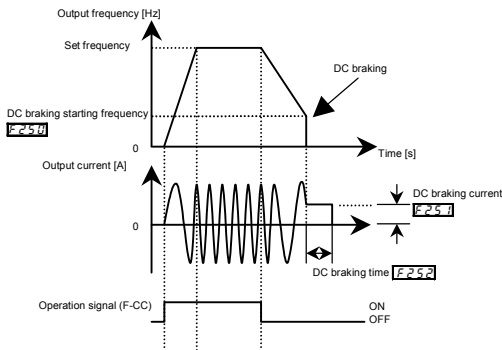 Output frequency [Hz]
Set frequency
DC braking
DC braking starting frequency
F250
0
Time [s]
Output current [A]
DC braking current
F251
0
DC braking time F252
Operation signal (F-CC)
ON
OFF